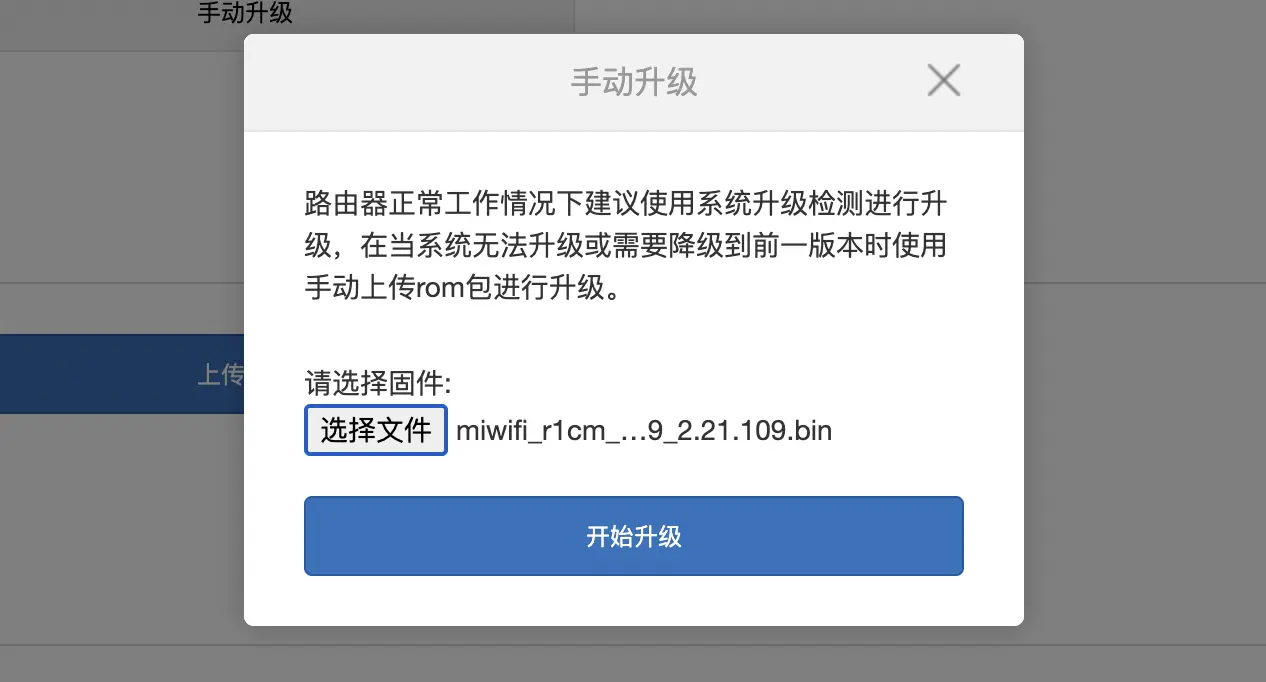 手动升级
手动升级
路由器正常工作情况下建议使用系统升级检测进行升
级，在当系统无法升级或需要降级到前一版本时使用
手动上传rom包进行升级。
上传
请选择固件:
选择文件 miwifi_r1cm_...9_2.21.109.bin
开始升级